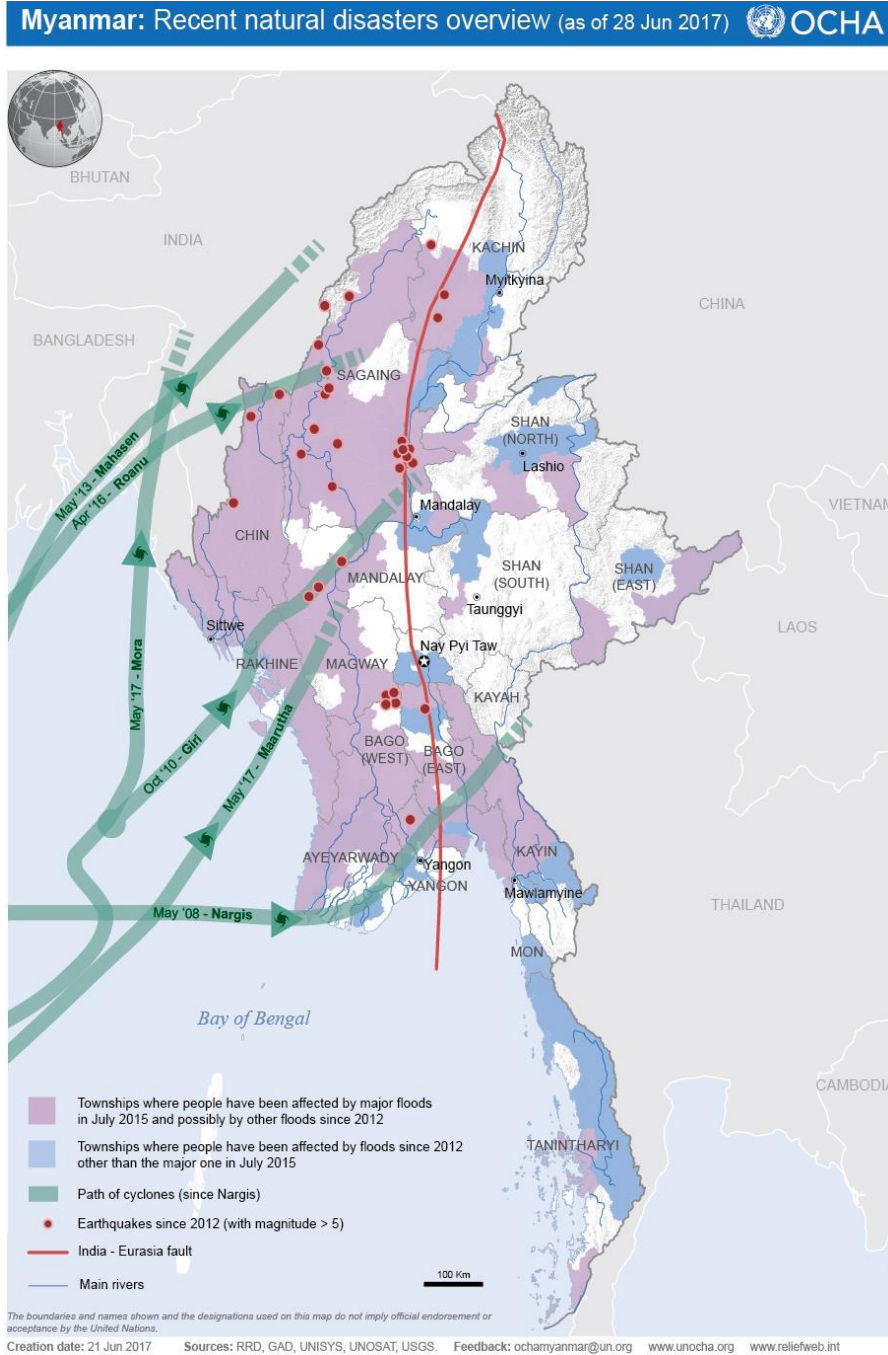 Myanmar: Recent natural disasters overview (as of 28 Jun 2017) OCHA
BHUTAN
INDIA
KACHIN
Myitkyina
CHINA
BANGLADESH
SAGAING
SHAN
(NORTH)
Lashio
May '13 - Mahasen
Apr '16 - Roanu
Mandalay
VIETNAM
CHIN
MANDALAY
SHAN
(SOUTH)
SHAN
(EAST)
Taunggyi
LAOS
Sittwe
Nay Pyi Taw
RAKHINE
MAGWAY
KAYAH
May '17 - Mora
Oct '10 - Giri
May '17 - Maarutha
BAGO
(WEST)
BAGO
(EAST)
AYEYARWADY
Yangon
YANGON
KAYIN
Mawlamyine
THAILAND
May '08 - Nargis
MON
Bay of Bengal
CAMBODIA
TANINTHARYI
Townships where people have been affected by major floods
in July 2015 and possibly by other floods since 2012
Townships where people have been affected by floods since 2012
other than the major one in July 2015
Path of cyclones (since Nargis)
Earthquakes since 2012 (with magnitude > 5)
India - Eurasia fault
Main rivers
100 Km
The boundaries and names shown and the designations used on this map do not imply official endorsement or
acceptance by the United Nations.
Creation date: 21 Jun 2017 Sources: RRD, GAD, UNISYS, UNOSAT, USGS. Feedback: ochamyanmar@un.org www.unocha.org www.reliefweb.int